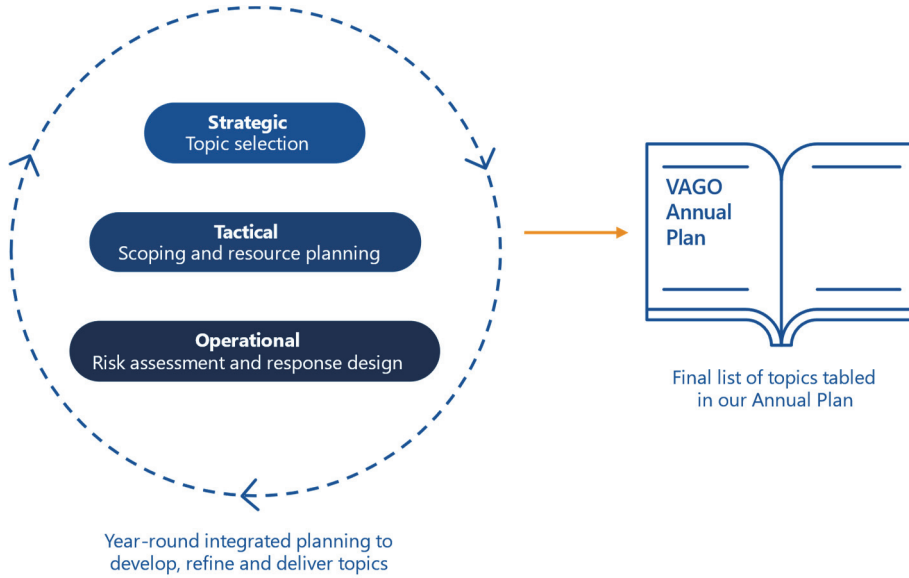 Strategic
Topic selection
Tactical
Scoping and resource planning
Operational
Risk assessment and response design
Year-round integrated planning to
develop, refine and deliver topics
VAGO
Annual
Plan
Final list of topics tabled
in our Annual Plan